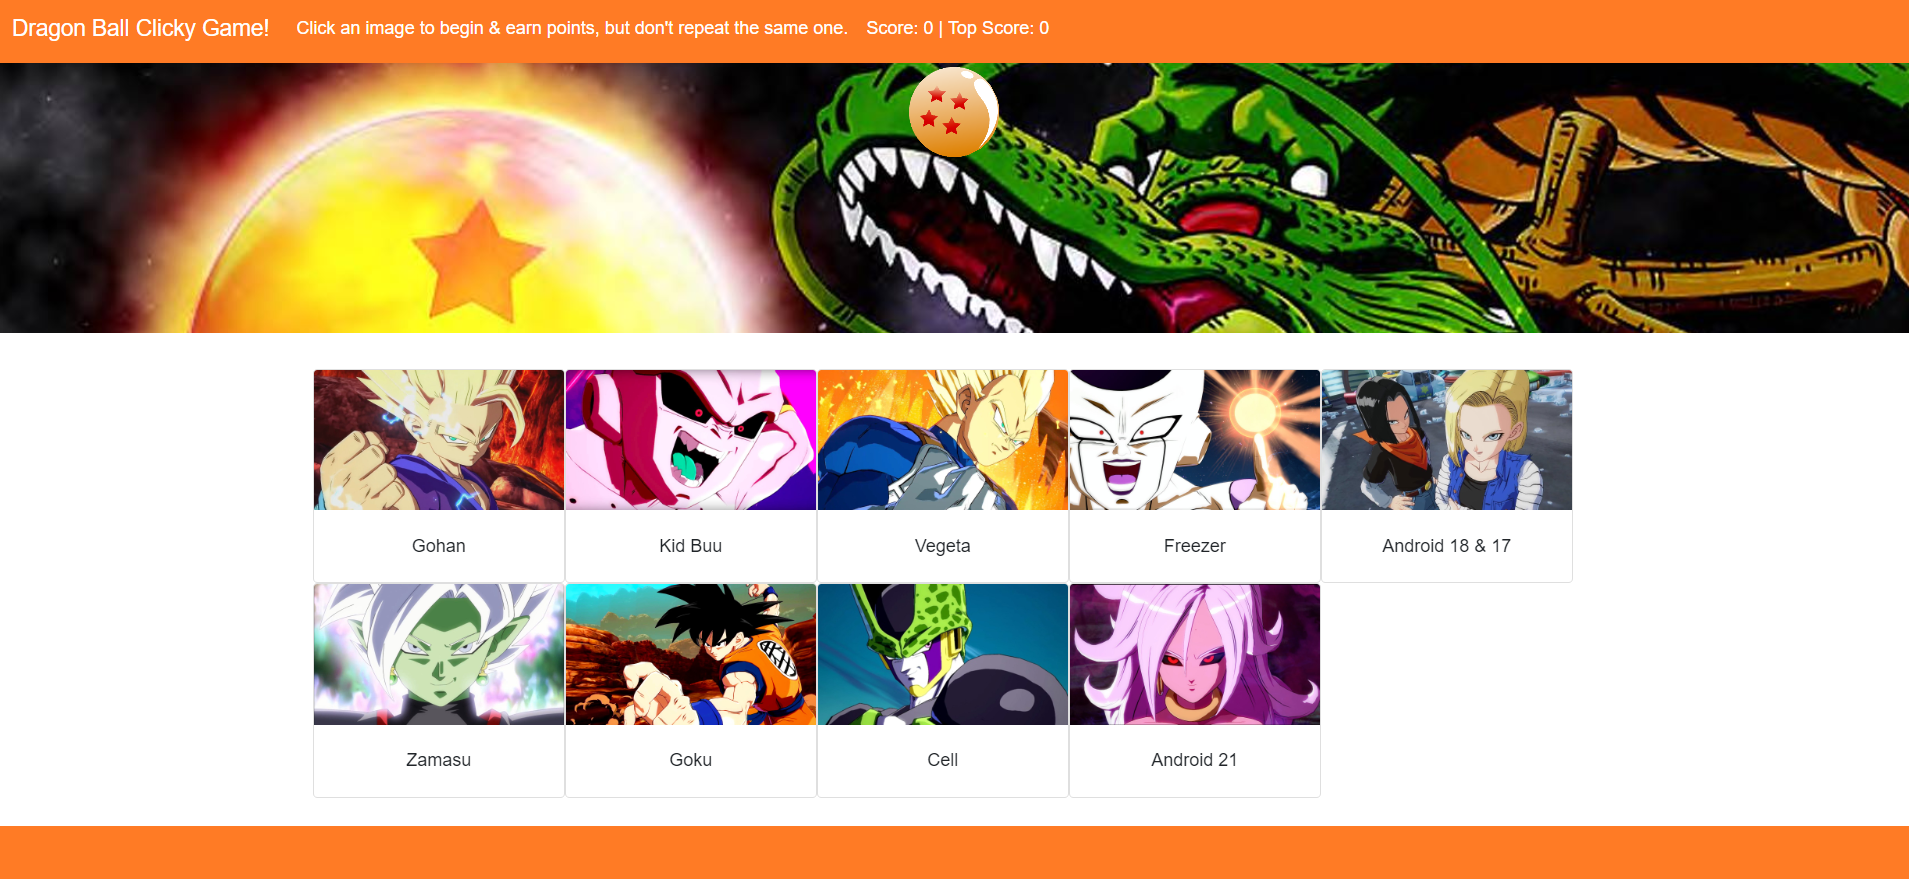 Dragon Ball Clicky Game! Click an image to begin & earn points, but don't repeat the same one. Score: 0 | Top Score: 0
Gohan Kid Buu Vegeta Freezer Android 18 & 17
Zamasu Goku Cell Android 21